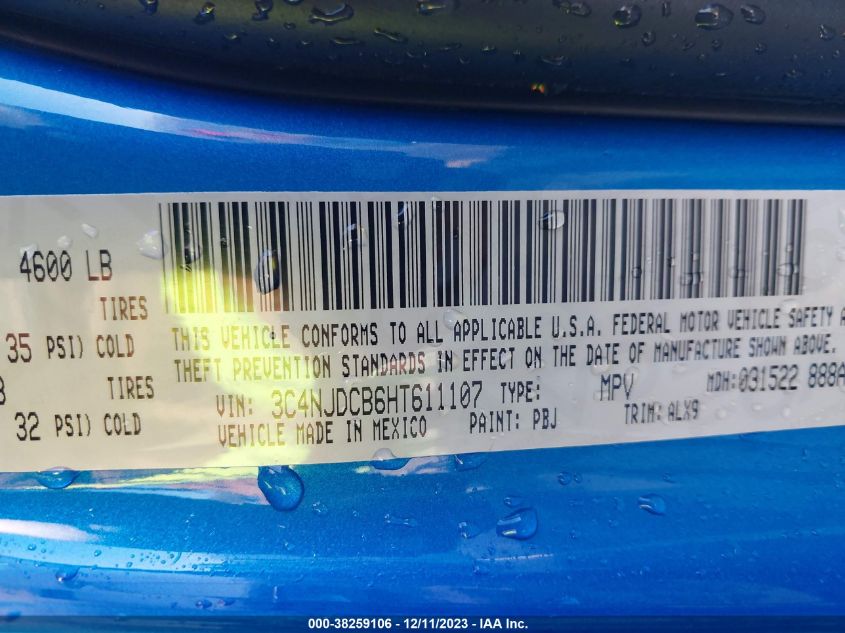 4600 LB
TIRES
35 PSI) COLD
THIS VEHICLE CONFORMS TO ALL APPLICABLE U.S.A. FEDERAL MOTOR VEHICLE SAFETY A
THEFT PREVENTION STANDARDS IN EFFECT ON THE DATE OF MANUFACTURE SHOWN ABOVE.
TIRES
VIN: 3C4NJDCB6HT611107 TYPE: MPV MDH:031522 888A
32 PSI) COLD
VEHICLE MADE IN MEXICO PAINT: PBJ TRIM: ALX9
000-38259106 - 12/11/2023 - IAA Inc.